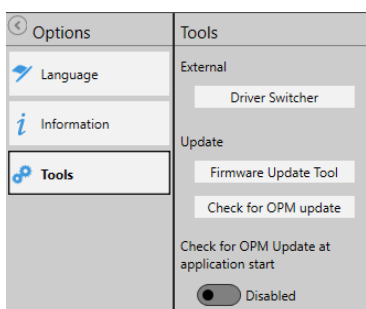 Options
Language
Information
Tools
Tools
External
Driver Switcher
Update
Firmware Update Tool
Check for OPM update
Check for OPM Update at
application start
Disabled